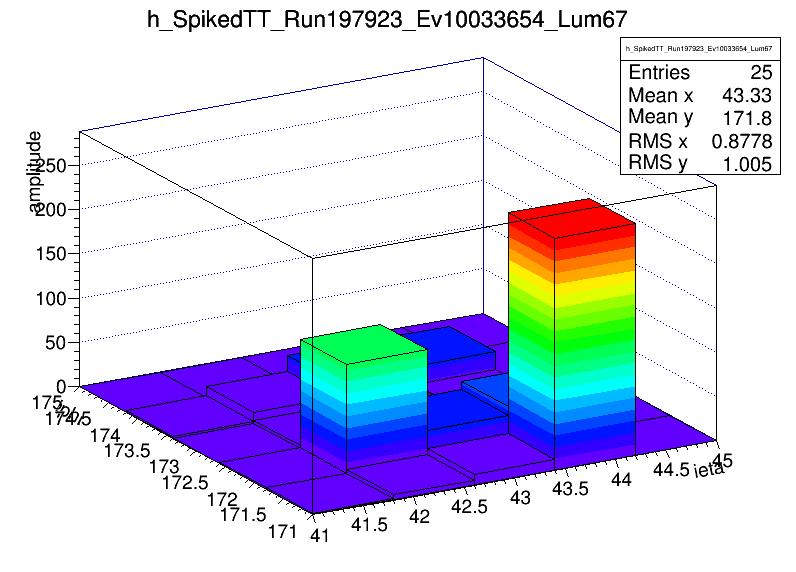 h_SpikedTT_Run197923_Ev10033654_Lum67
h_SpikedTT_Run197923_Ev10033654_Lum67
Entries 25
Mean x 43.33
Mean y 171.8
RMS x 0.8778
RMS y 1.005
amplitude
250
200
150
100
50
0
175
174.5
174
173.5
173
172.5
172
171.5
171
41
41.5
42
42.5
43
43.5
44
44.5
45
ieta